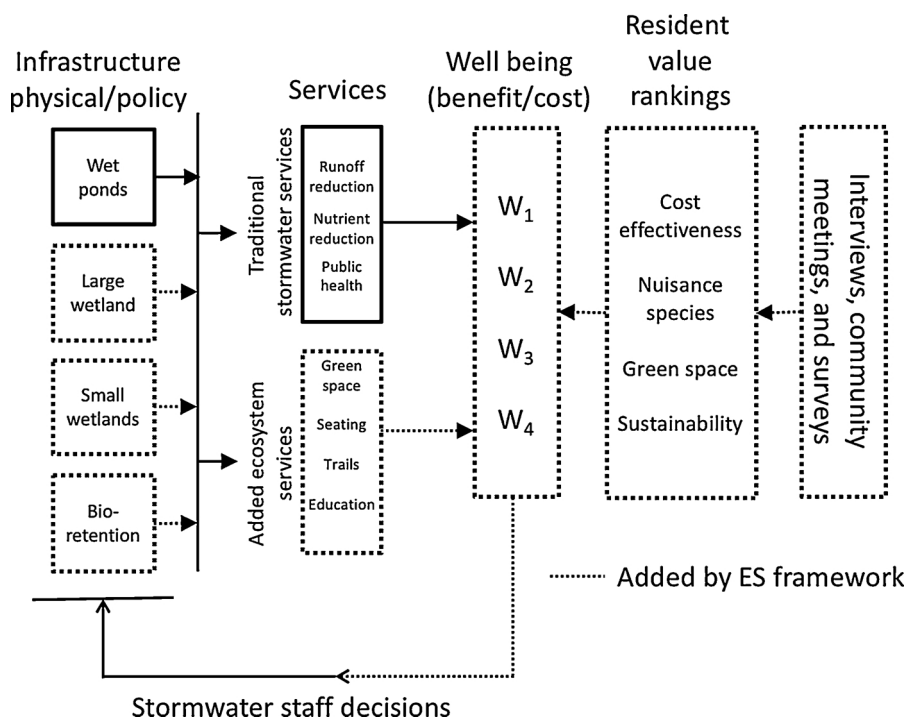 Infrastructure
physical/policy
Wet
ponds
Large
wetland
Small
wetlands
Bio-
retention
Traditional
stormwater services
Added ecosystem
services
Services
Runoff
reduction
Nutrient
reduction
Public
health
Green
space
Seating
Trails
Education
Well being
(benefit/cost)
W₁
W₂
W₃
W₄
Resident
value
rankings
Cost
effectiveness
Nuisance
species
Green space
Sustainability
Interviews, community
meetings, and surveys
Added by ES framework
Stormwater staff decisions